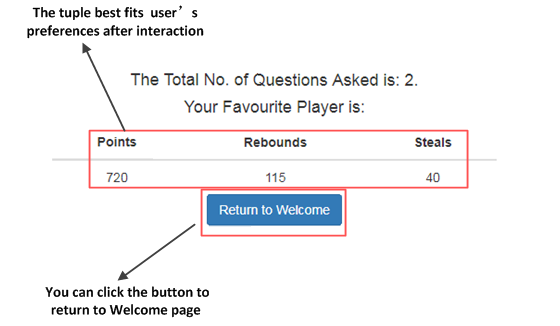 The tuple best fits user’s
preferences after interaction
The Total No. of Questions Asked is: 2.
Your Favourite Player is:
Points Rebounds Steals
720 115 40
Return to Welcome
You can click the button to
return to Welcome page